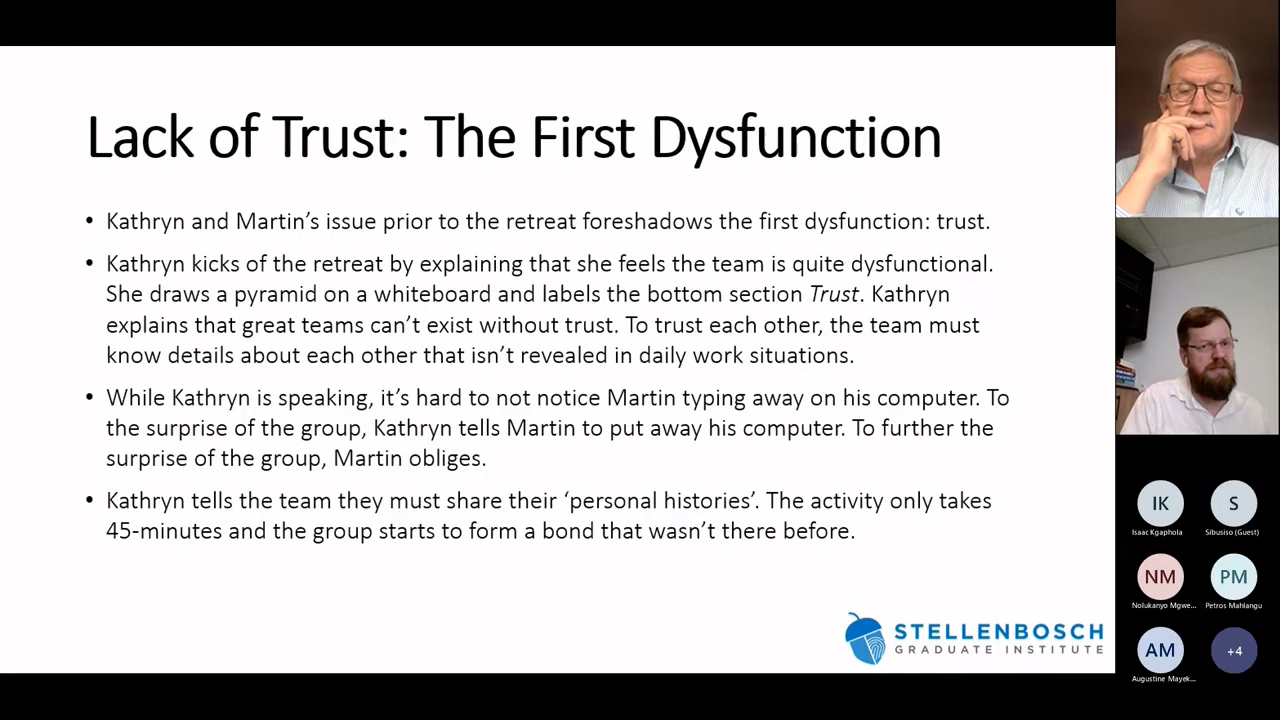 Lack of Trust: The First Dysfunction
• Kathryn and Martin's issue prior to the retreat foreshadows the first dysfunction: trust.
• Kathryn kicks of the retreat by explaining that she feels the team is quite dysfunctional.
She draws a pyramid on a whiteboard and labels the bottom section Trust. Kathryn
explains that great teams can't exist without trust. To trust each other, the team must
know details about each other that isn't revealed in daily work situations.
• While Kathryn is speaking, it's hard to not notice Martin typing away on his computer. To
the surprise of the group, Kathryn tells Martin to put away his computer. To further the
surprise of the group, Martin obliges.
• Kathryn tells the team they must share their 'personal histories'. The activity only takes
45-minutes and the group starts to form a bond that wasn't there before.
STELLENBOSCH
GRADUATE INSTITUTE
IK
Isaac Kgaphola
S
Sibusiso (Guest)
NM
Nolukanyo Mgwe...
PM
Petros Mahlangu
AM
Augustine Mayek...
+4